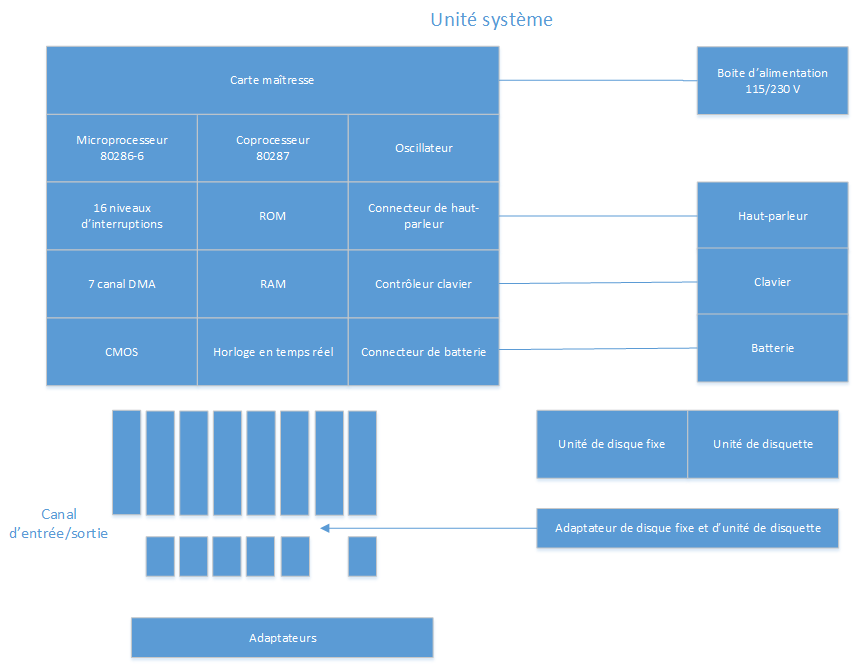 Unité système
Carte maîtresse
Boite d’alimentation
115/230 V
Microprocesseur
80286-6
Coprocesseur
80287
Oscillateur
16 niveaux
d’interruptions
ROM
Connecteur de haut-
parleur
Haut-parleur
7 canal DMA
RAM
Contrôleur clavier
Clavier
CMOS
Horloge en temps réel
Connecteur de batterie
Batterie
Unité de disque fixe
Unité de disquette
Canal
d’entrée/sortie
Adaptateur de disque fixe et d’unité de disquette
Adaptateurs